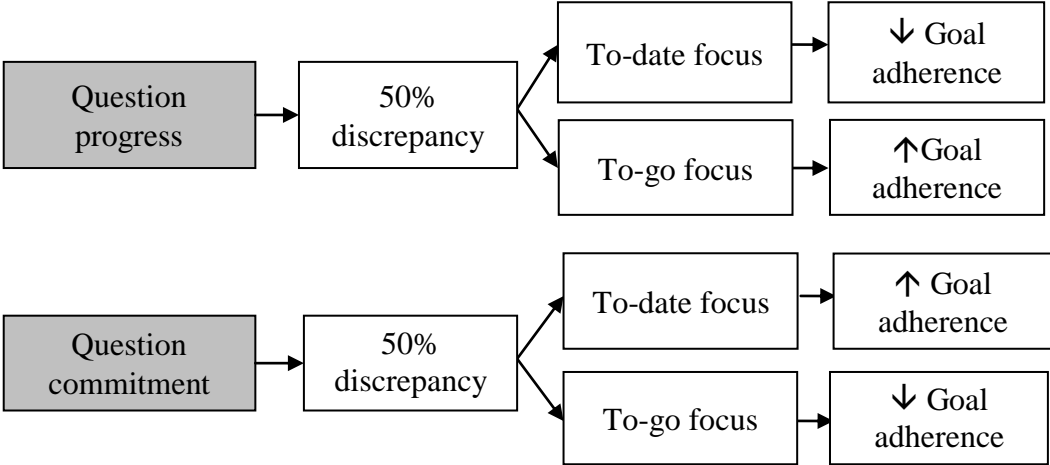 Question
progress
50%
discrepancy
To-date focus
↓ Goal
adherence
To-go focus
↑Goal
adherence
Question
commitment
50%
discrepancy
To-date focus
↑ Goal
adherence
To-go focus
↓ Goal
adherence